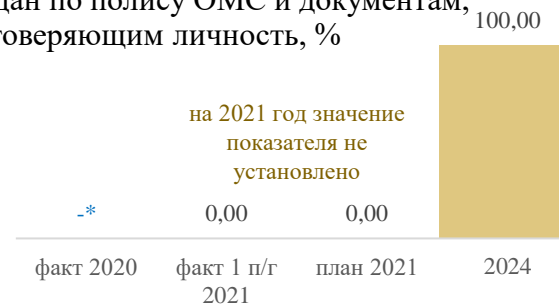 дан по полису ОМС и документам,
товеряющим личность, %
100,00
на 2021 год значение
показателя не
установлено
-*
0,00
0,00
факт 2020
факт 1 п/г
2021
план 2021
2024